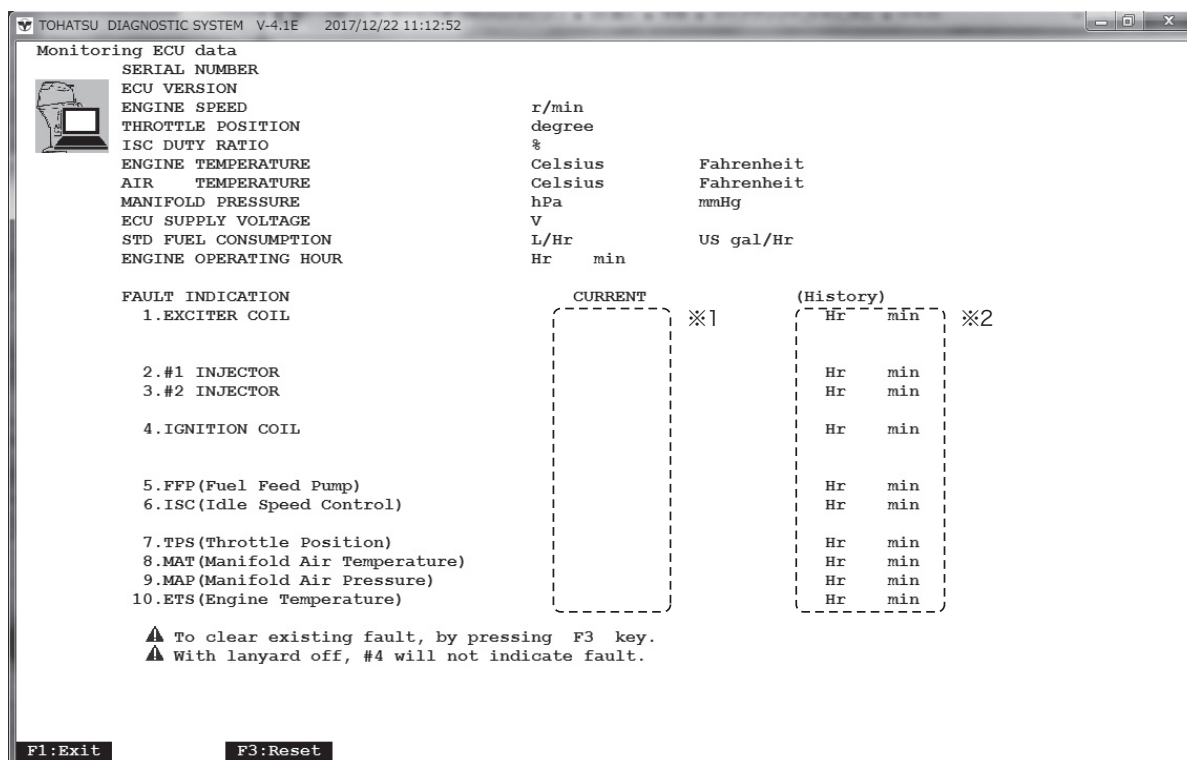 TOHATSU DIAGNOSTIC SYSTEM V-4.1E 2017/12/22 11:12:52
Monitoring ECU data
SERIAL NUMBER
ECU VERSION
ENGINE SPEED r/min
THROTTLE POSITION degree
ISC DUTY RATIO %
ENGINE TEMPERATURE Celsius Fahrenheit
AIR TEMPERATURE Celsius Fahrenheit
MANIFOLD PRESSURE hPa mmHg
ECU SUPPLY VOLTAGE V
STD FUEL CONSUMPTION L/Hr US gal/Hr
ENGINE OPERATING HOUR Hr min
FAULT INDICATION CURRENT (History)
1.EXCITER COIL ※1 Hr min ※2
2.#1 INJECTOR Hr min
3.#2 INJECTOR Hr min
4.IGNITION COIL Hr min
5.FFP(Fuel Feed Pump) Hr min
6.ISC(Idle Speed Control) Hr min
7.TPS(Throttle Position) Hr min
8.MAT(Manifold Air Temperature) Hr min
9.MAP(Manifold Air Pressure) Hr min
10.ETS(Engine Temperature) Hr min
To clear existing fault, by pressing F3 key.
With lanyard off, #4 will not indicate fault.
F1:Exit F3:Reset